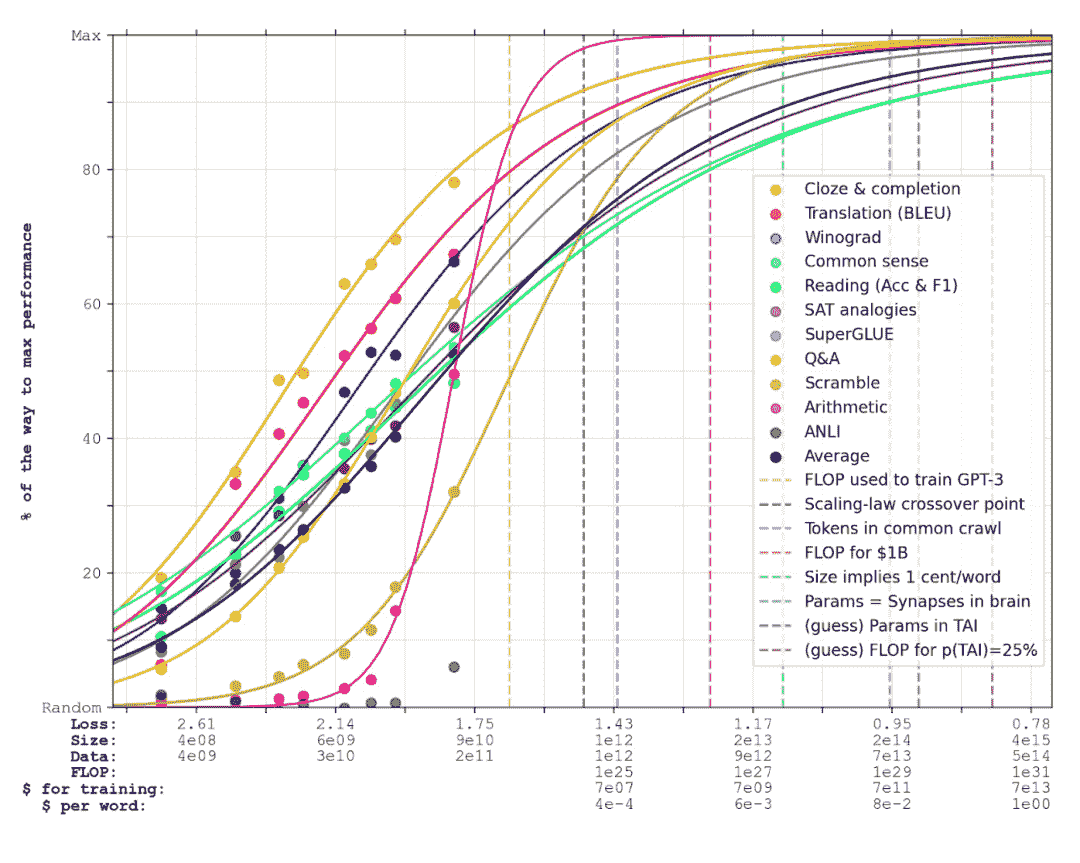 Max
80
60
40
20
Random
% of the way to max performance
Cloze & completion
Translation (BLEU)
Winograd
Common sense
Reading (Acc & F1)
SAT analogies
SuperGLUE
Q&A
Scramble
Arithmetic
ANLI
Average
FLOP used to train GPT-3
Scaling-law crossover point
Tokens in common crawl
FLOP for $1B
Size implies 1 cent/word
Params = Synapses in brain
(guess) Params in TAI
(guess) FLOP for p(TAI)=25%
Loss: 2.61 2.14 1.75 1.43 1.17 0.95 0.78
Size: 4e08 6e09 9e10 1e12 2e13 2e14 4e15
Data: 4e09 3e10 2e11 1e12 9e12 7e13 5e14
FLOP: 1e25 1e27 1e29 1e31
$ for training: 7e07 7e09 7e11 7e13
$ per word: 4e-4 6e-3 8e-2 1e00